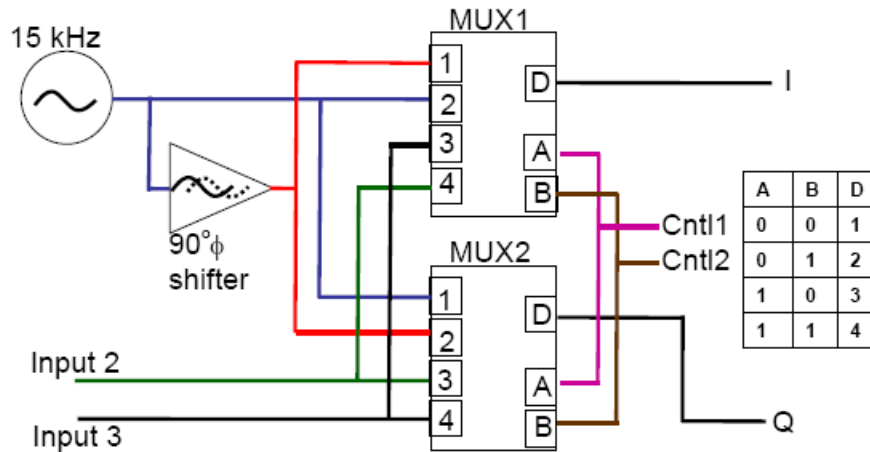 15 kHz
MUX1
1
2
3
4
D
A
B
I
90°ϕ
shifter
MUX2
1
2
3
4
D
A
B
Cntl1
Cntl2
A B D
0 0 1
0 1 2
1 0 3
1 1 4
Input 2
Input 3
Q